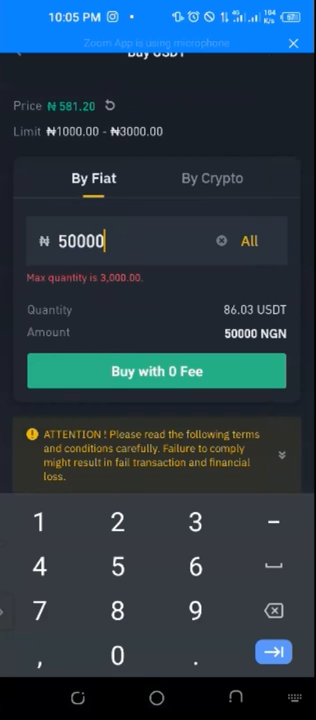 10:05 PM
Zoom App is using microphone
Buy USDT
Price ₦ 581.20
Limit ₦1000.00 - ₦3000.00
By Fiat By Crypto
₦ 50000 All
Max quantity is 3,000.00.
Quantity 86.03 USDT
Amount 50000 NGN
Buy with 0 Fee
ATTENTION ! Please read the following terms
and conditions carefully. Failure to comply
might result in fail transaction and financial
loss.
1 2 3 -
4 5 6
7 8 9
, 0 .